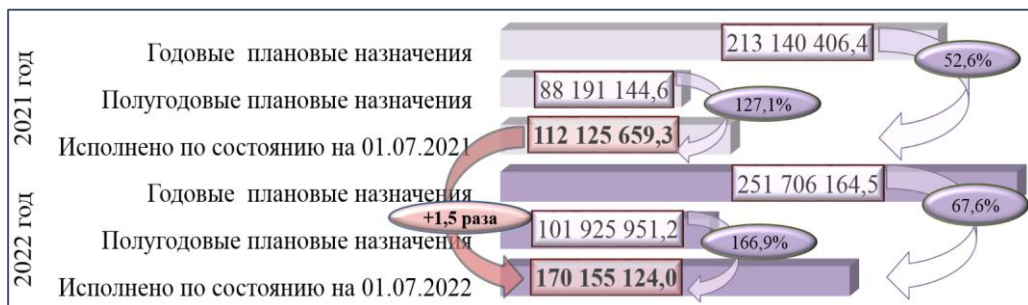 2021 год
Годовые плановые назначения
213 140 406,4
52,6%
Полугодовые плановые назначения
88 191 144,6
127,1%
Исполнено по состоянию на 01.07.2021
112 125 659,3
2022 год
Годовые плановые назначения
251 706 164,5
67,6%
+1,5 раза
Полугодовые плановые назначения
101 925 951,2
166,9%
Исполнено по состоянию на 01.07.2022
170 155 124,0